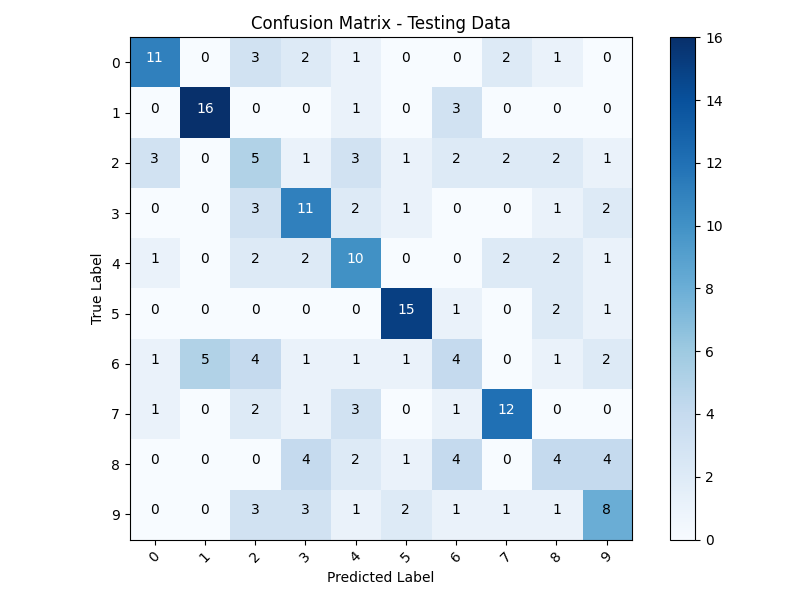 Confusion Matrix - Testing Data
0 11 0 3 2 1 0 0 2 1 0
1 0 16 0 0 1 0 3 0 0 0
2 3 0 5 1 3 1 2 2 2 1
3 0 0 3 11 2 1 0 0 1 2
4 1 0 2 2 10 0 0 2 2 1
5 0 0 0 0 0 15 1 0 2 1
6 1 5 4 1 1 1 4 0 1 2
7 1 0 2 1 3 0 1 12 0 0
8 0 0 0 4 2 1 4 0 4 4
9 0 0 3 3 1 2 1 1 1 8
0 1 2 3 4 5 6 7 8 9
Predicted Label
True Label
16
14
12
10
8
6
4
2
0